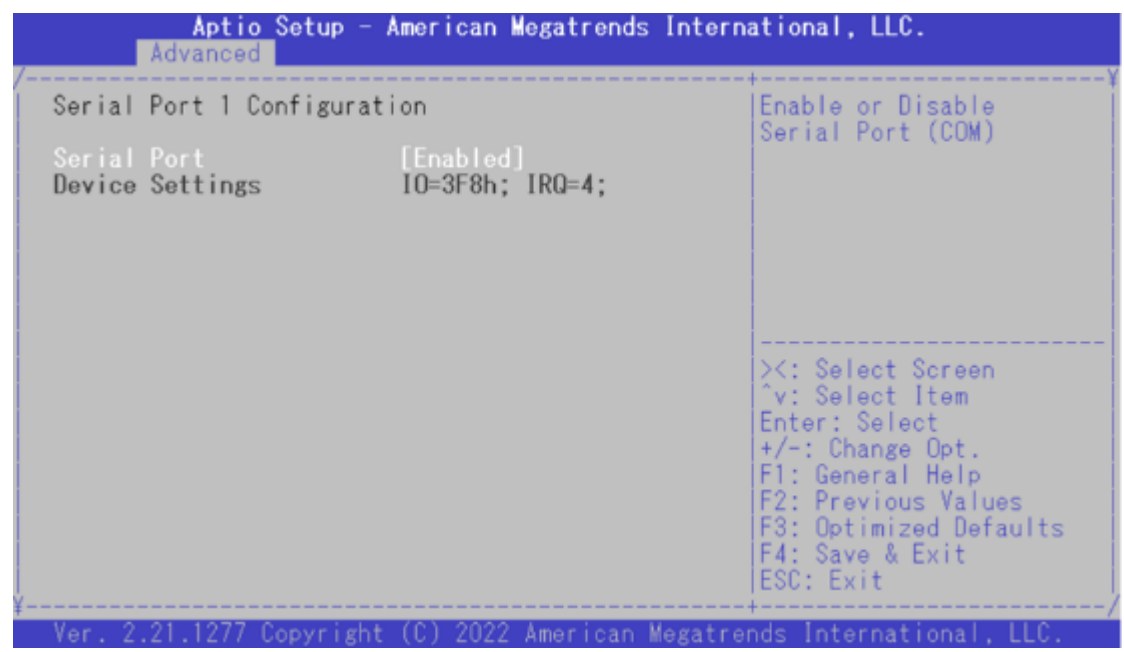 Aptio Setup - American Megatrends International, LLC.
Advanced
Serial Port 1 Configuration
Serial Port [Enabled]
Device Settings IO=3F8h; IRQ=4;
Enable or Disable
Serial Port (COM)
><: Select Screen
^v: Select Item
Enter: Select
+/-: Change Opt.
F1: General Help
F2: Previous Values
F3: Optimized Defaults
F4: Save & Exit
ESC: Exit
Ver. 2.21.1277 Copyright (C) 2022 American Megatrends International, LLC.